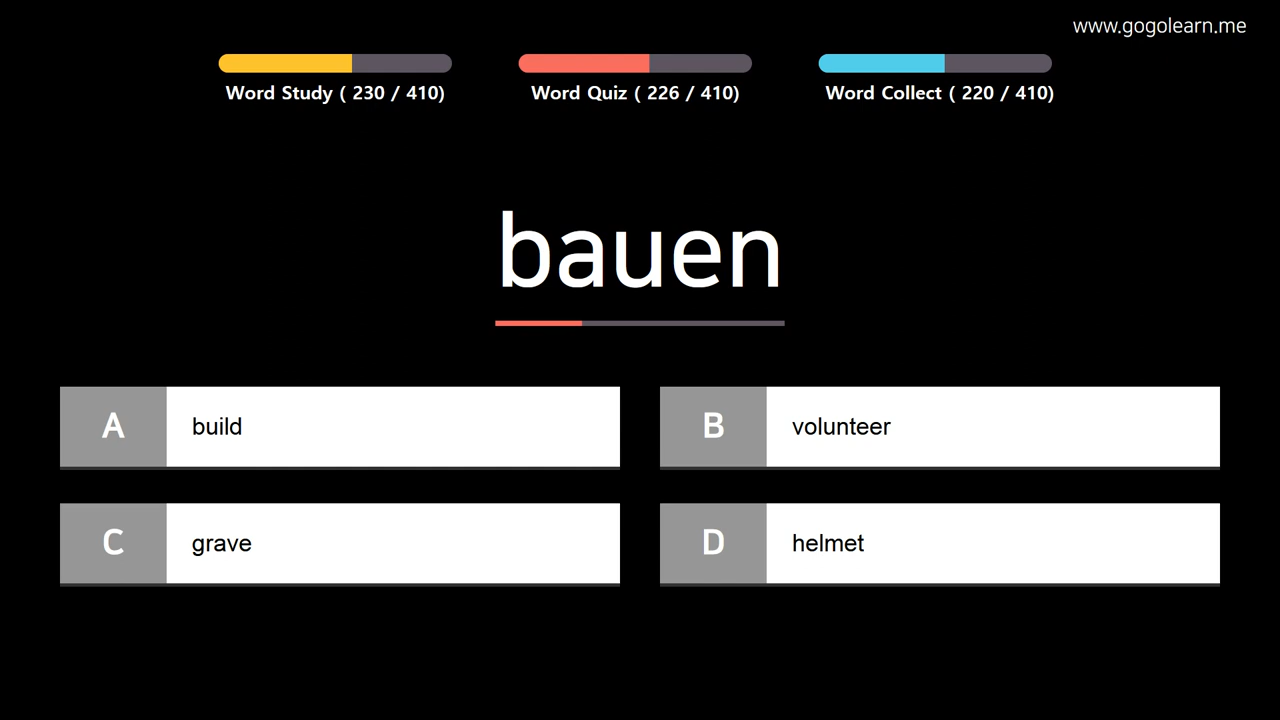 www.gogolearn.me
Word Study ( 230 / 410)
Word Quiz ( 226 / 410)
Word Collect ( 220 / 410)
bauen
A build
B volunteer
C grave
D helmet